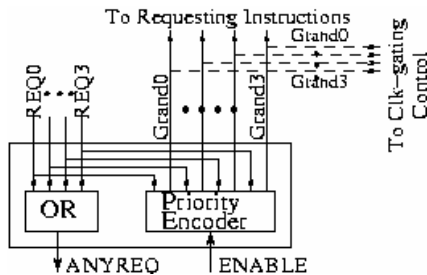 To Requesting Instructions
Grand0
Grand3
To Clk-gating
Control
REQ0
REQ3
Grand0
Grand3
OR
Priority
Encoder
ANYREQ
ENABLE